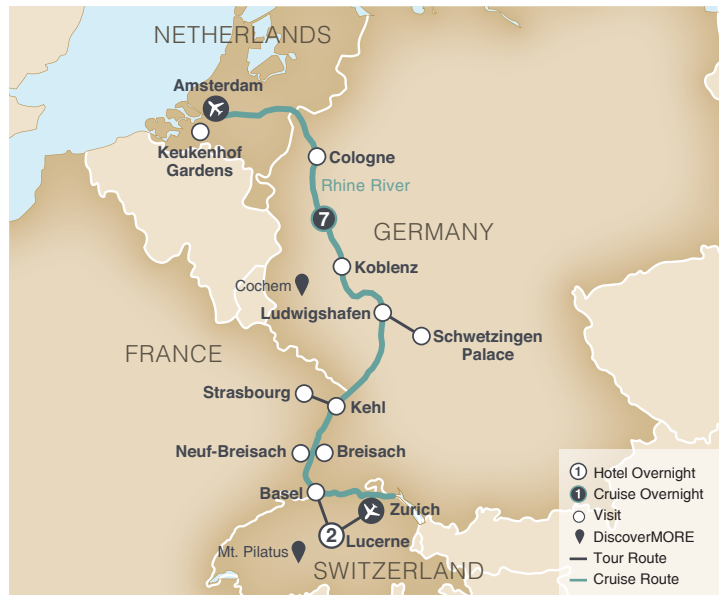 NETHERLANDS
Amsterdam
Keukenhof
Gardens
Cologne
Rhine River
7
GERMANY
Koblenz
Cochem
Ludwigshafen
Schwetzingen
Palace
FRANCE
Strasbourg
Kehl
Neuf-Breisach
Breisach
Basel
Zurich
2
Lucerne
Mt. Pilatus
SWITZERLAND
1 Hotel Overnight
1 Cruise Overnight
Visit
DiscoverMORE
Tour Route
Cruise Route